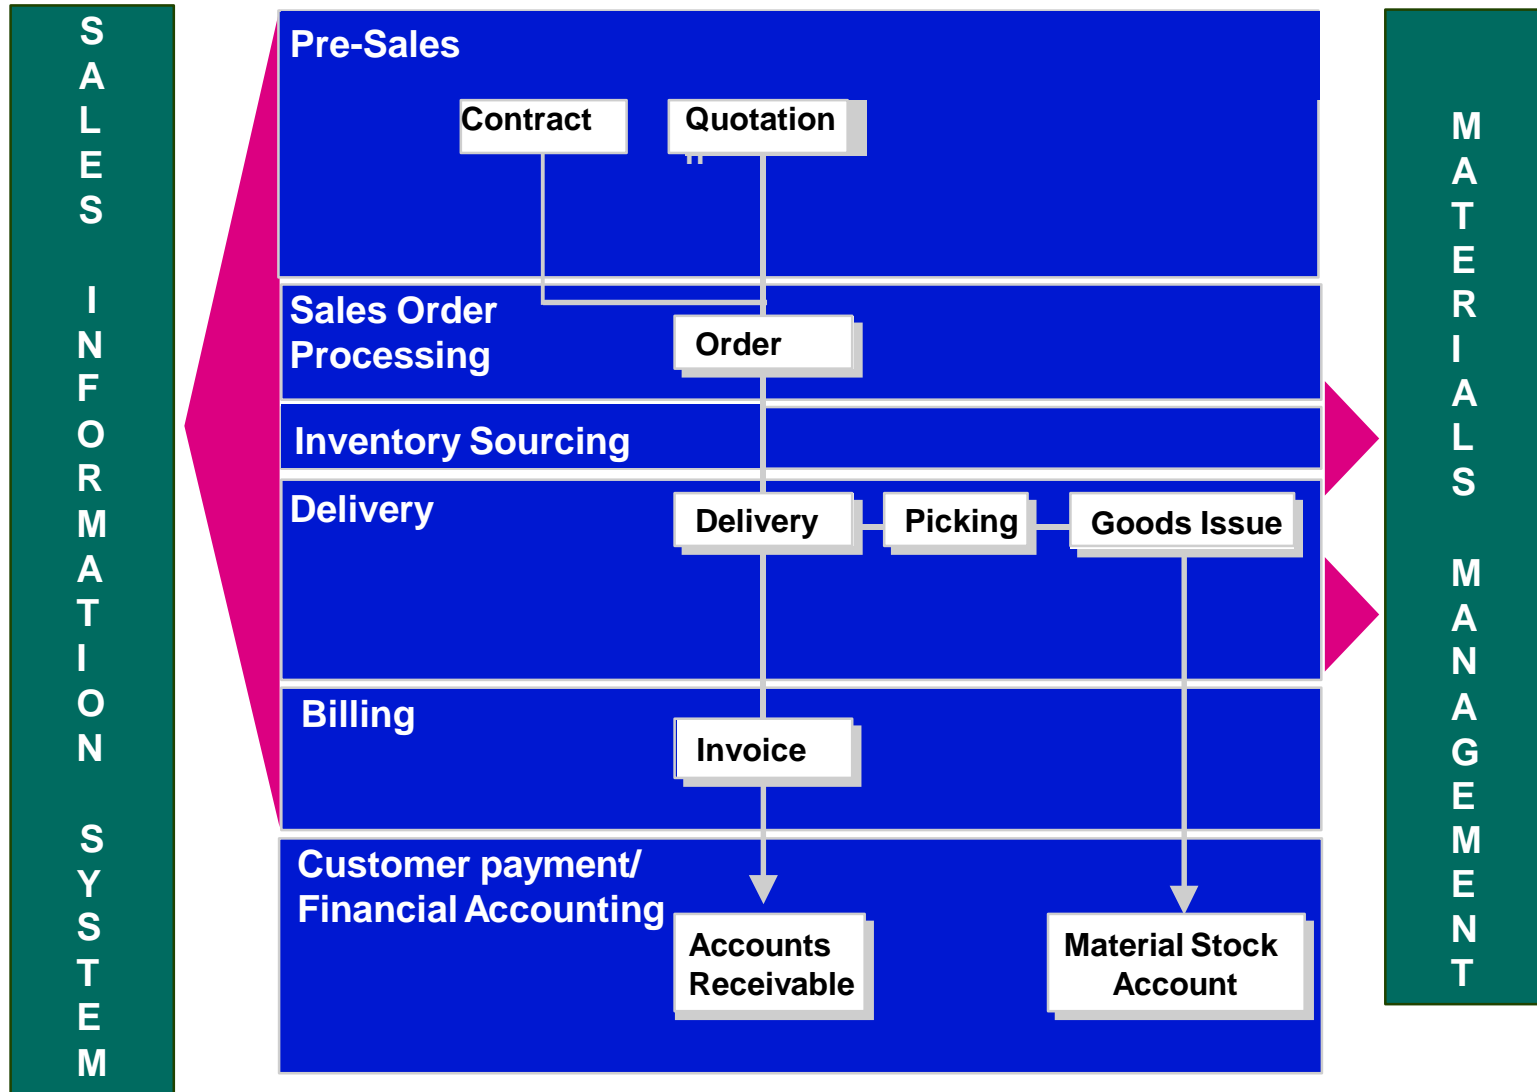 SALES INFORMATION SYSTEM
Pre-Sales
Contract
Quotation
Sales Order
Processing
Order
Inventory Sourcing
Delivery
Delivery
Picking
Goods Issue
Billing
Invoice
Customer payment/
Financial Accounting
Accounts
Receivable
Material Stock
Account
MATERIALS MANAGEMENT